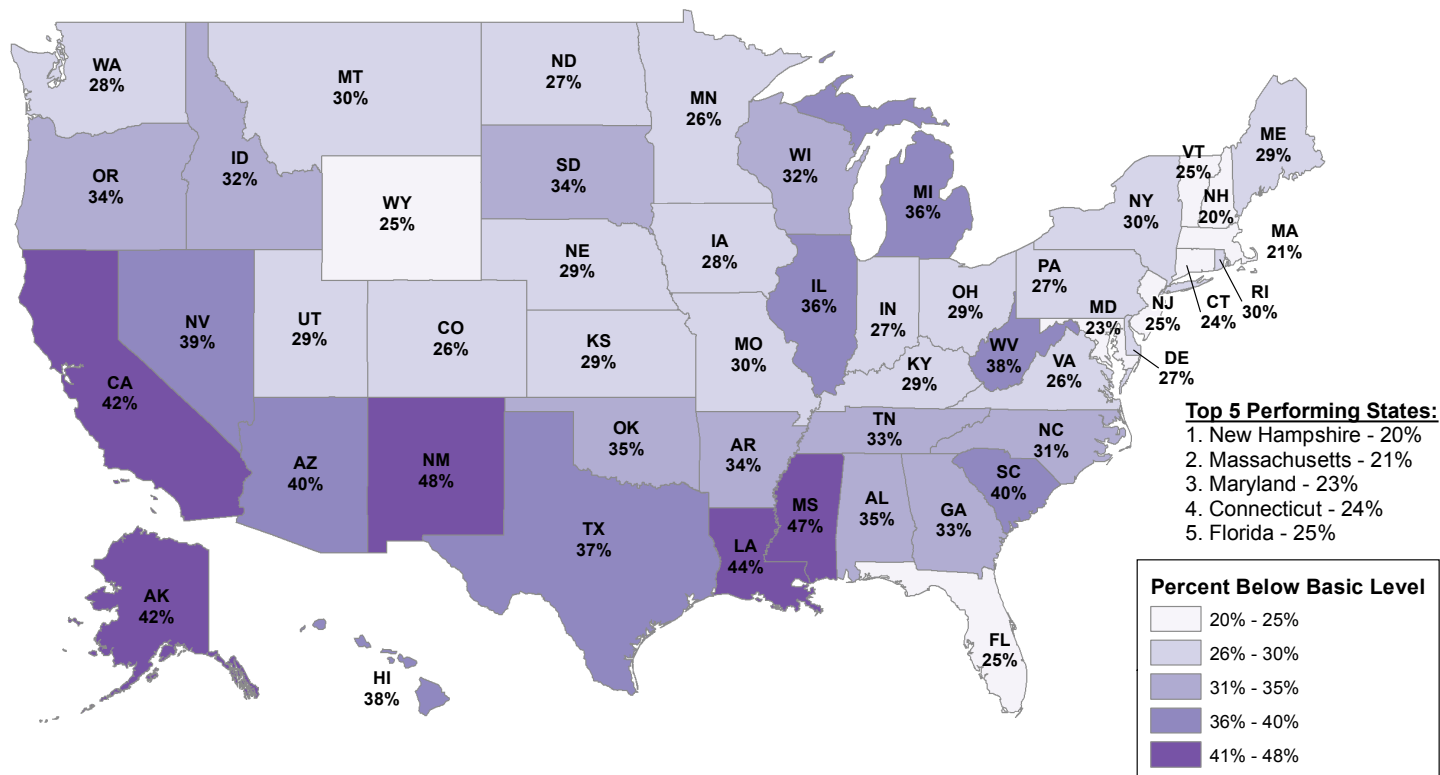 WA
28%
MT
30%
ND
27%
MN
26%
ME
29%
VT
25%
NH
20%
OR
34%
ID
32%
SD
34%
WI
32%
MI
36%
NY
30%
MA
21%
WY
25%
NE
29%
IA
28%
PA
27%
RI
30%
CT
24%
NJ
25%
MD
23%
DE
27%
NV
39%
UT
29%
CO
26%
KS
29%
MO
30%
IL
36%
IN
27%
OH
29%
WV
38%
VA
26%
KY
29%
CA
42%
AZ
40%
NM
48%
OK
35%
AR
34%
TN
33%
NC
31%
SC
40%
TX
37%
LA
44%
MS
47%
AL
35%
GA
33%
AK
42%
HI
38%
FL
25%
Top 5 Performing States:
1. New Hampshire - 20%
2. Massachusetts - 21%
3. Maryland - 23%
4. Connecticut - 24%
5. Florida - 25%
Percent Below Basic Level
20% - 25%
26% - 30%
31% - 35%
36% - 40%
41% - 48%